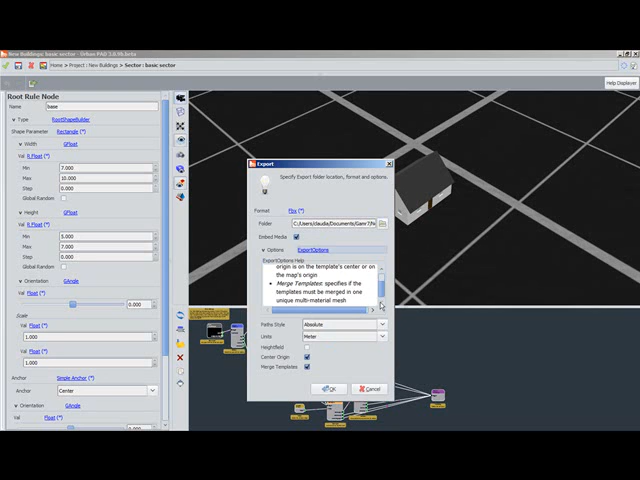 New Buildings: basic sector - Urban PAD
Home > Project : New Buildings > Sector : basic sector
Help Displayer
Root Rule Node
Name base
Type RootShapeBuilder
Shape Parameter Rectangle (*)
Width GFloat
Val R Float (*)
Min 7.000
Max 10.000
Step 0.000
Global Random
Height GFloat
Val R Float (*)
Min 5.000
Max 7.000
Step 0.000
Global Random
Orientation GAngle
Val Float (*) 0.000
Scale
Val Float (*)
1.000
Val Float (*)
1.000
Anchor Simple Anchor (*)
Anchor Center
Orientation GAngle
Val Float (*)
0.000
Export
Specify Export folder location, format and options.
Format Fbx (*)
Folder C:/Users/claudia/Documents/Gamr7/N
Embed Media
Options ExportOptions
ExportOptions Help
origin is on the template's center or on
the map's origin
• Merge Templates: specifies if the
templates must be merged in one
unique multi-material mesh
Paths Style Absolute
Units Meter
Heightfield
Center Origin
Merge Templates
OK Cancel